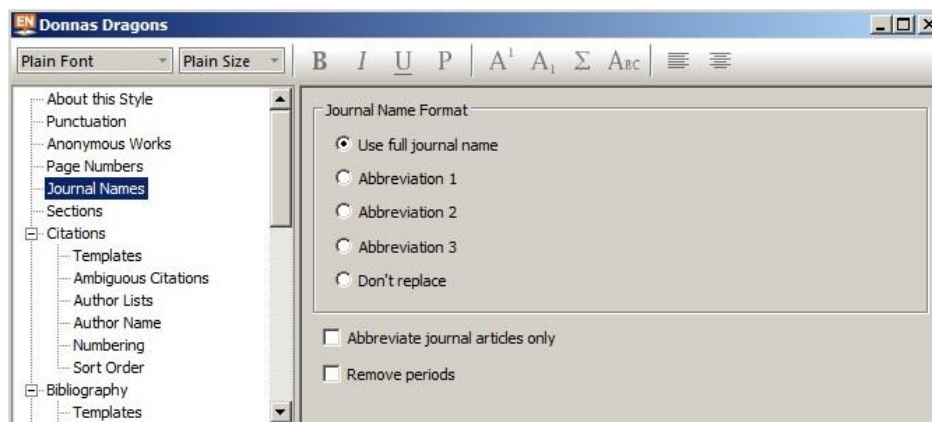 EN Donnas Dragons
Plain Font Plain Size B I U P A¹ A₁ Σ Aʙᴄ
About this Style
Punctuation
Anonymous Works
Page Numbers
Journal Names
Sections
Citations
Templates
Ambiguous Citations
Author Lists
Author Name
Numbering
Sort Order
Bibliography
Templates
Journal Name Format
Use full journal name
Abbreviation 1
Abbreviation 2
Abbreviation 3
Don't replace
Abbreviate journal articles only
Remove periods